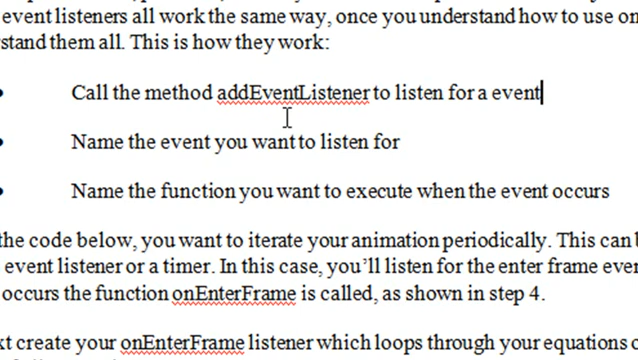 event listeners all work the same way, once you understand how to use
stand them all. This is how they work:
Call the method addEventListener to listen for a event
Name the event you want to listen for
Name the function you want to execute when the event occurs
the code below, you want to iterate your animation periodically. This can
event listener or a timer. In this case, you'll listen for the enter frame
occurs the function onEnterFrame is called, as shown in step 4.
create your onEnterFrame listener which loops through your equations